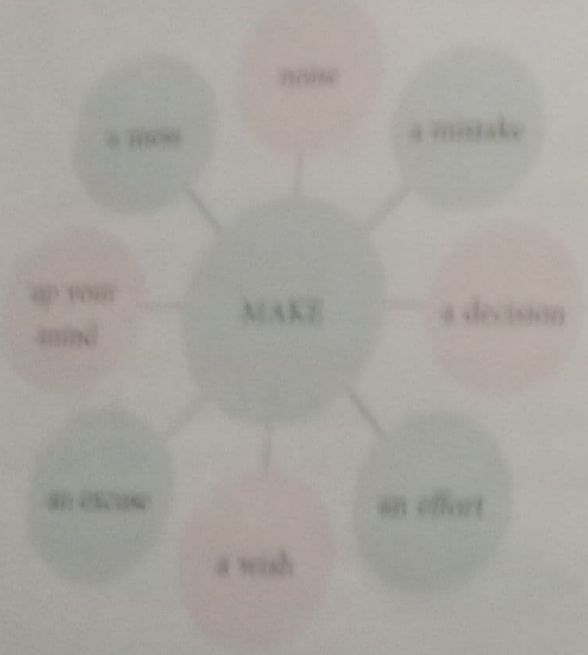 noise
a mess
a mistake
up your
mind
MAKE
a decision
an excuse
an effort
a wish